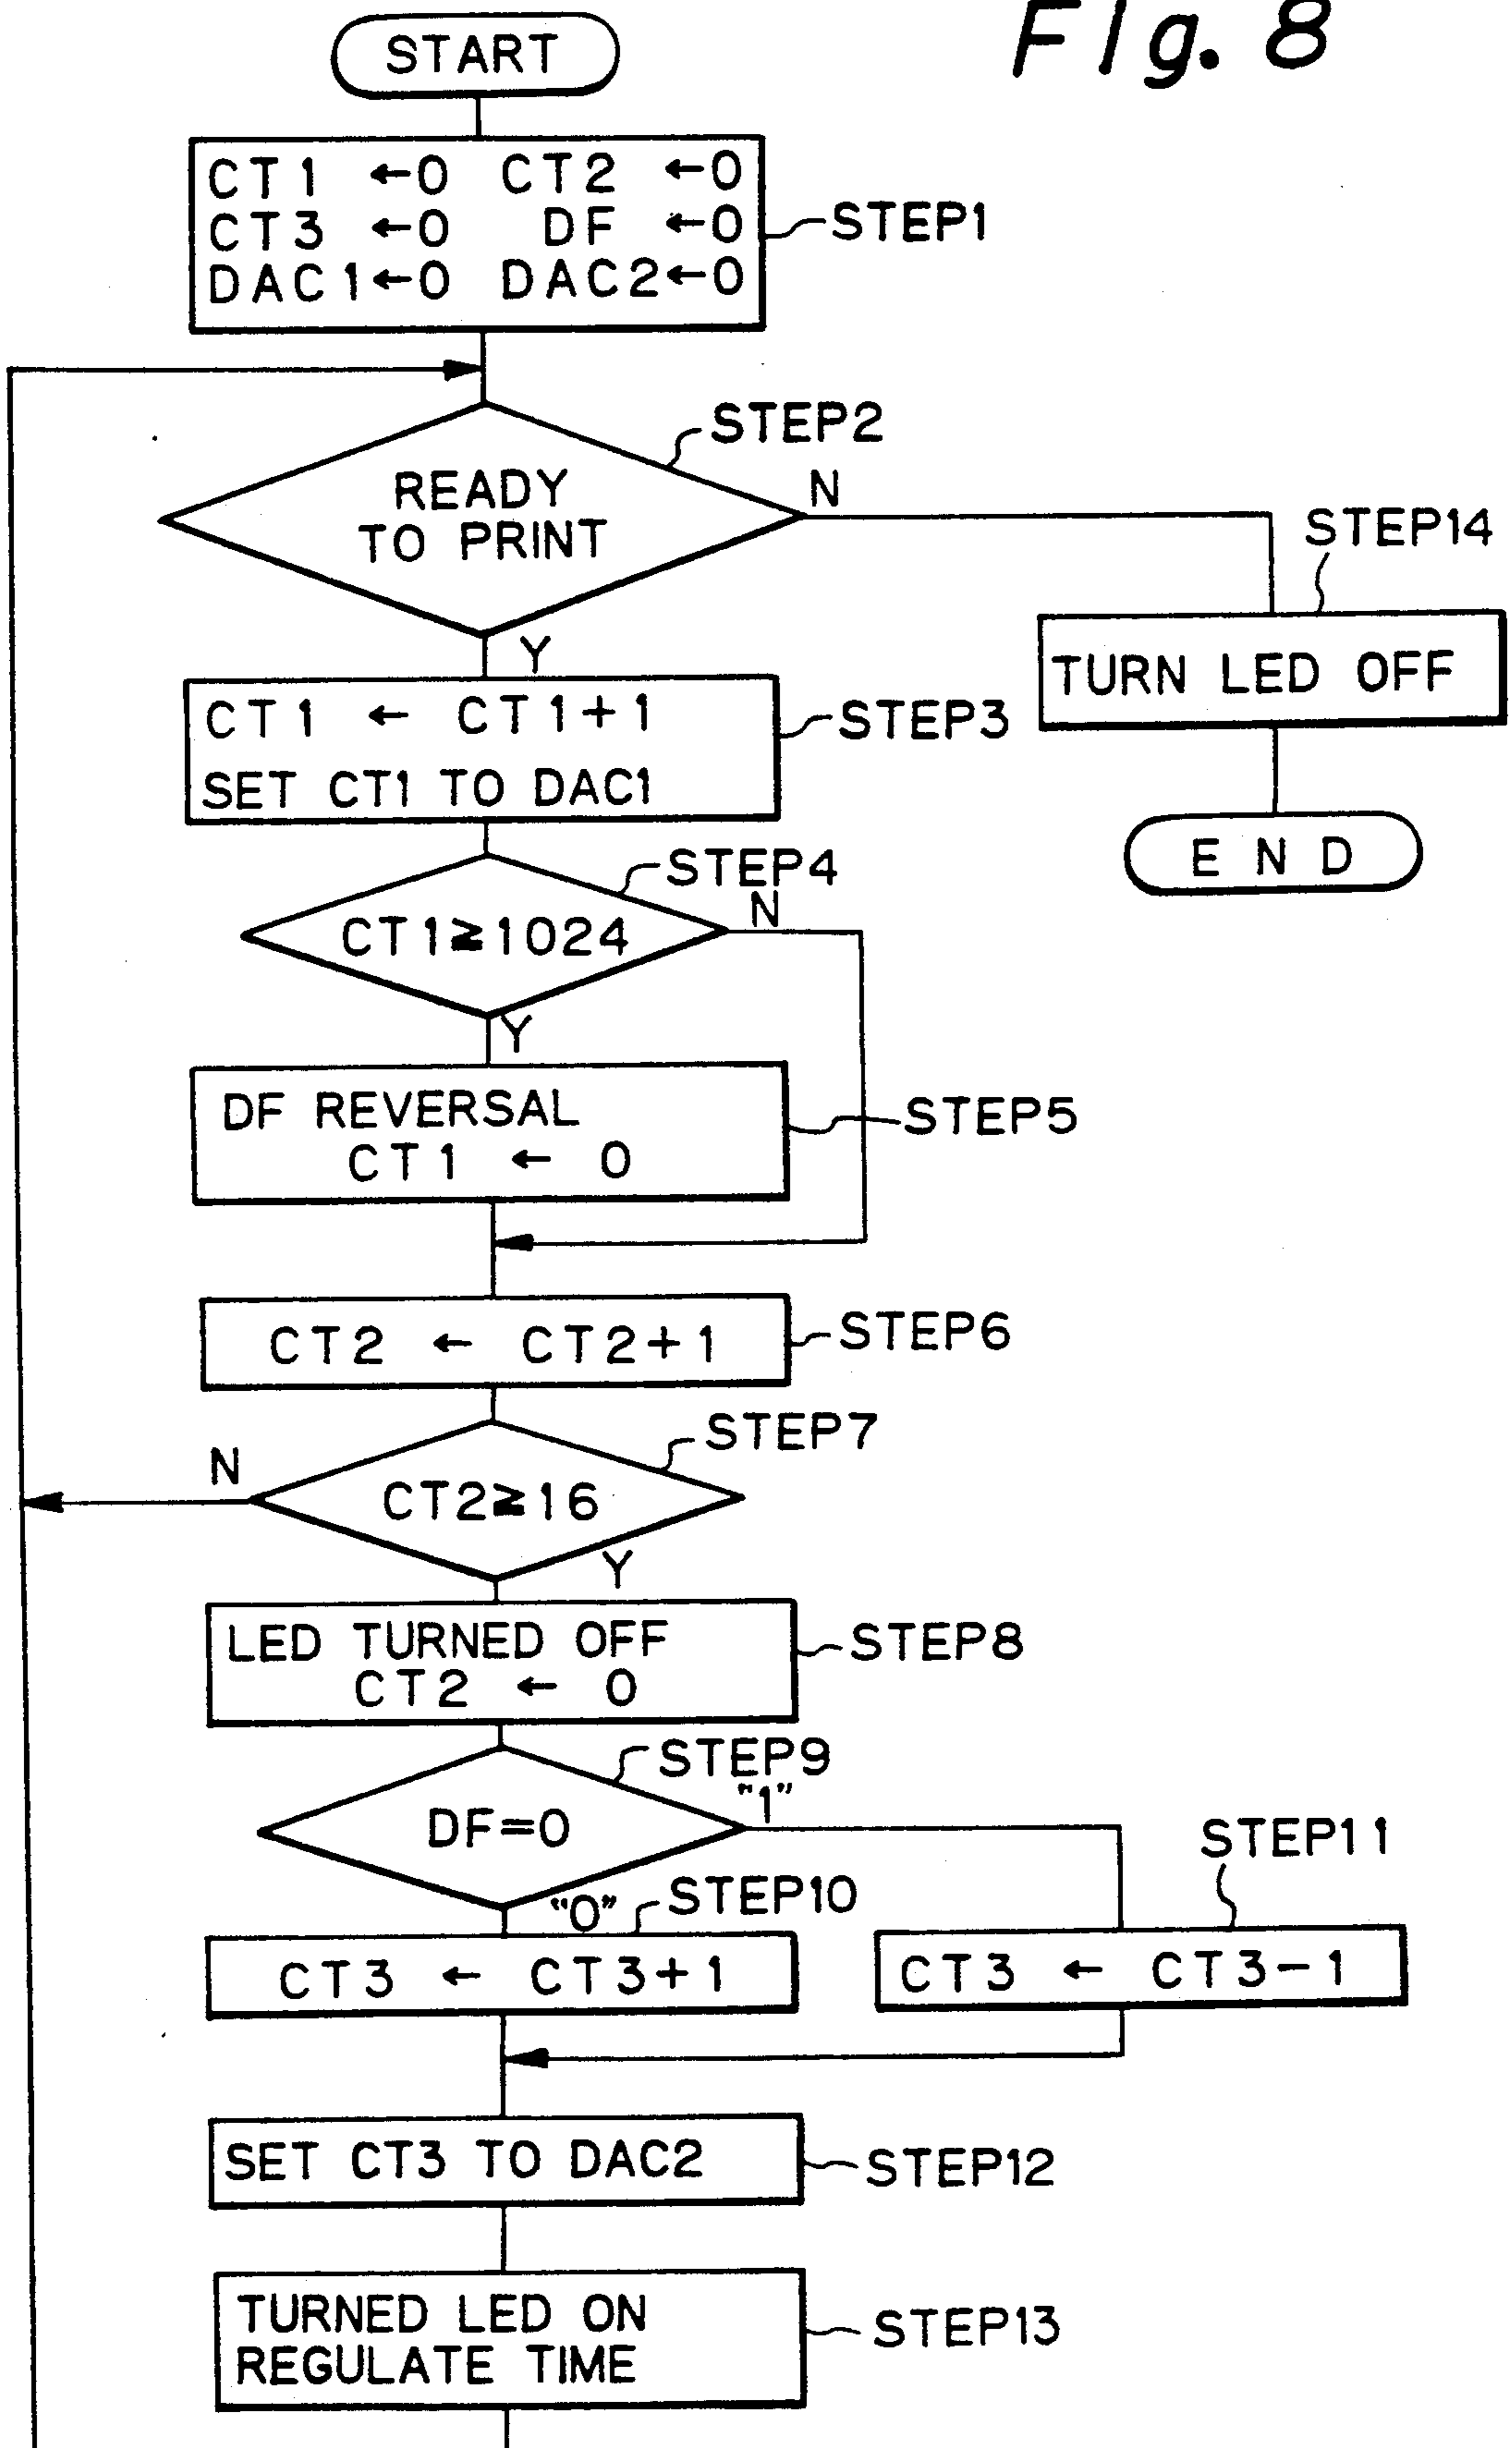 Fig. 8
START
CT1 ←0 CT2 ←0
CT3 ←0 DF ←0
DAC1←0 DAC2←0
STEP1
STEP2
READY
TO PRINT
N
STEP14
TURN LED OFF
END
Y
CT1 ← CT1+1
SET CT1 TO DAC1
STEP3
STEP4
CT1≧1024
N
Y
DF REVERSAL
CT1 ← 0
STEP5
CT2 ← CT2+1
STEP6
STEP7
N
CT2≧16
Y
LED TURNED OFF
CT2 ← 0
STEP8
STEP9
"1"
DF=0
"0"
STEP10
CT3 ← CT3+1
STEP11
CT3 ← CT3-1
SET CT3 TO DAC2
STEP12
TURNED LED ON
REGULATE TIME
STEP13